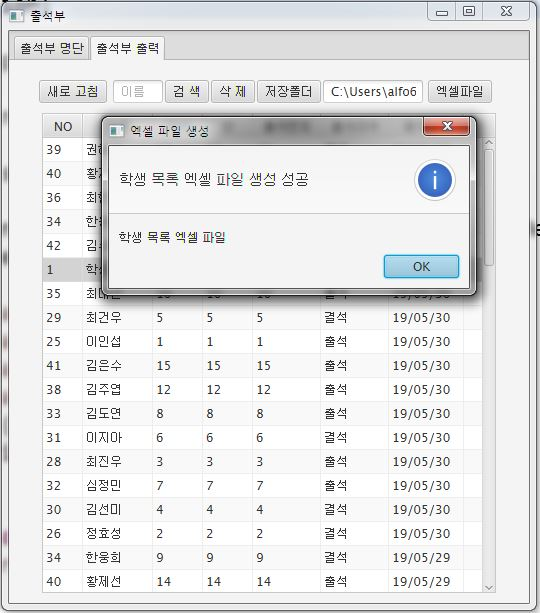 출석부
출석부 명단 출석부 출력
새로 고침 이름 검 색 삭 제 저장폴더 C:\Users\alfo6 엑셀파일
NO
엑셀 파일 생성
학생 목록 엑셀 파일 생성 성공
학생 목록 엑셀 파일
OK
39
40
36
34
42
1
35 출석 19/05/30
29 최건우 5 5 5 결석 19/05/30
25 이인섭 1 1 1 출석 19/05/30
41 김은수 15 15 15 출석 19/05/30
38 김주엽 12 12 12 출석 19/05/30
33 김도연 8 8 8 출석 19/05/30
31 이지아 6 6 6 결석 19/05/30
28 최진우 3 3 3 출석 19/05/30
32 심정민 7 7 7 출석 19/05/30
30 김선미 4 4 4 출석 19/05/30
26 정효성 2 2 2 출석 19/05/30
34 한웅희 9 9 9 출석 19/05/29
40 황제선 14 14 14 출석 19/05/29